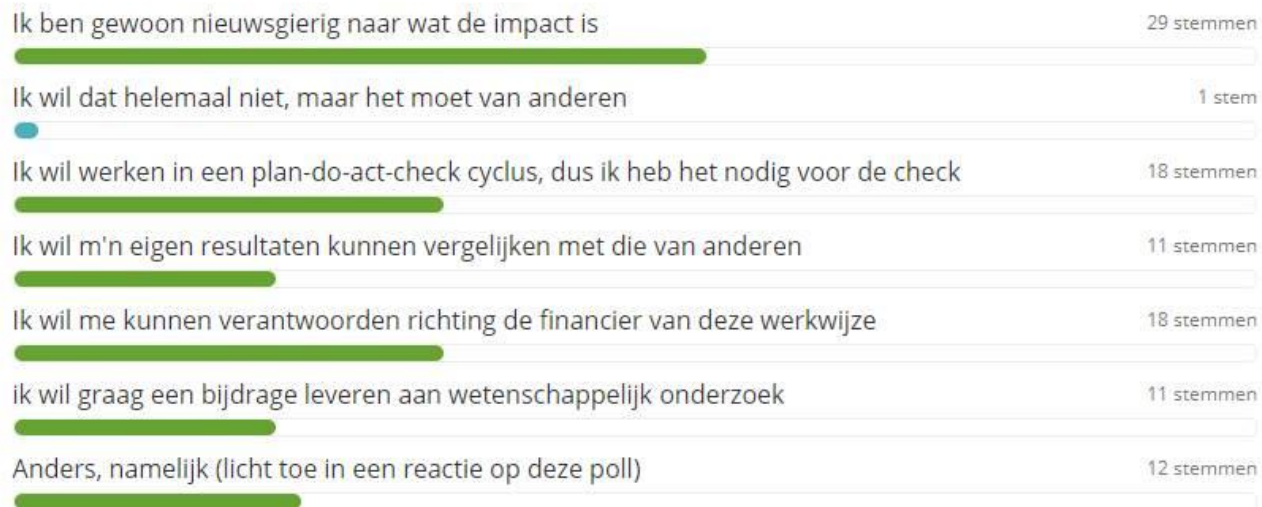 Ik ben gewoon nieuwsgierig naar wat de impact is 29 stemmen
Ik wil dat helemaal niet, maar het moet van anderen 1 stem
Ik wil werken in een plan-do-act-check cyclus, dus ik heb het nodig voor de check 18 stemmen
Ik wil m'n eigen resultaten kunnen vergelijken met die van anderen 11 stemmen
Ik wil me kunnen verantwoorden richting de financier van deze werkwijze 18 stemmen
ik wil graag een bijdrage leveren aan wetenschappelijk onderzoek 11 stemmen
Anders, namelijk (licht toe in een reactie op deze poll) 12 stemmen